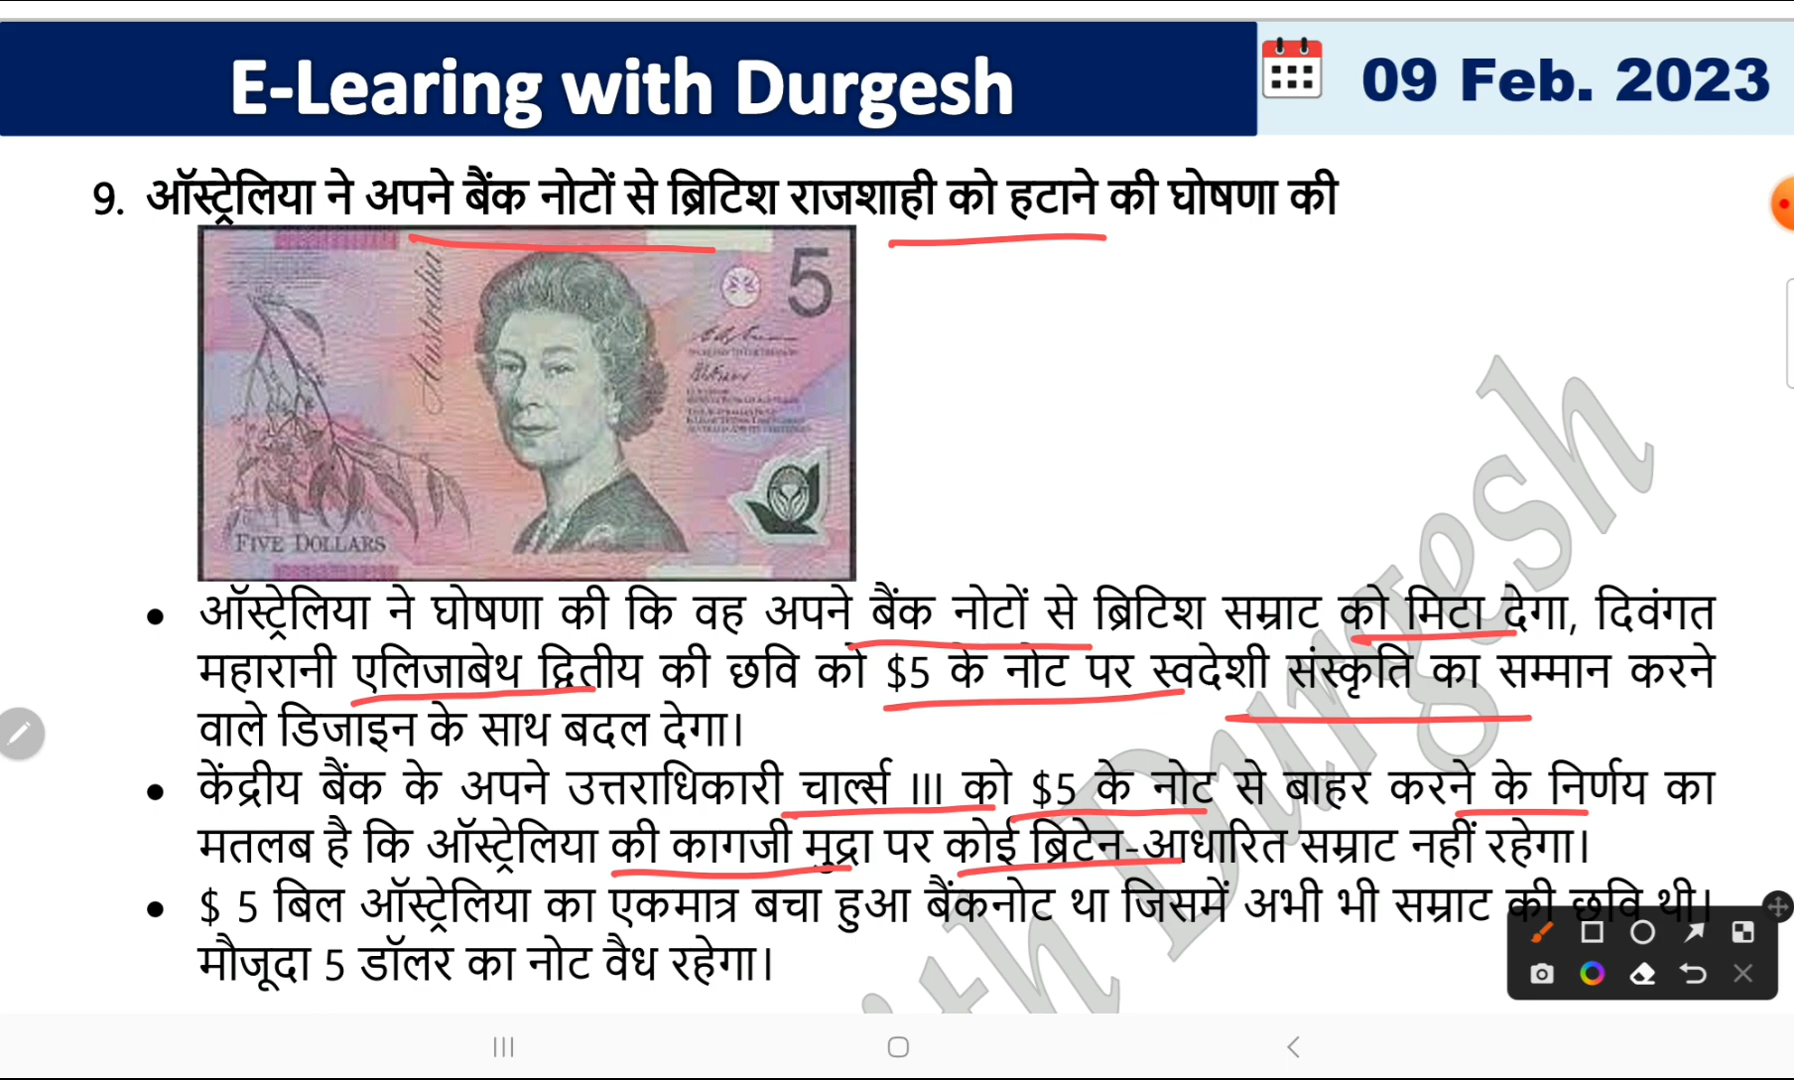 E-Learing with Durgesh
09 Feb. 2023
9. ऑस्ट्रेलिया ने अपने बैंक नोटों से ब्रिटिश राजशाही को हटाने की घोषणा की
Australia
5
FIVE DOLLARS
• ऑस्ट्रेलिया ने घोषणा की कि वह अपने बैंक नोटों से ब्रिटिश सम्राट को मिटा देगा, दिवंगत
महारानी एलिजाबेथ द्वितीय की छवि को $5 के नोट पर स्वदेशी संस्कृति का सम्मान करने
वाले डिजाइन के साथ बदल देगा।
• केंद्रीय बैंक के अपने उत्तराधिकारी चार्ल्स III को $5 के नोट से बाहर करने के निर्णय का
मतलब है कि ऑस्ट्रेलिया की कागजी मुद्रा पर कोई ब्रिटेन-आधारित सम्राट नहीं रहेगा।
• $ 5 बिल ऑस्ट्रेलिया का एकमात्र बचा हुआ बैंकनोट था जिसमें अभी भी सम्राट की छवि थी।
मौजूदा 5 डॉलर का नोट वैध रहेगा।
th Durgesh